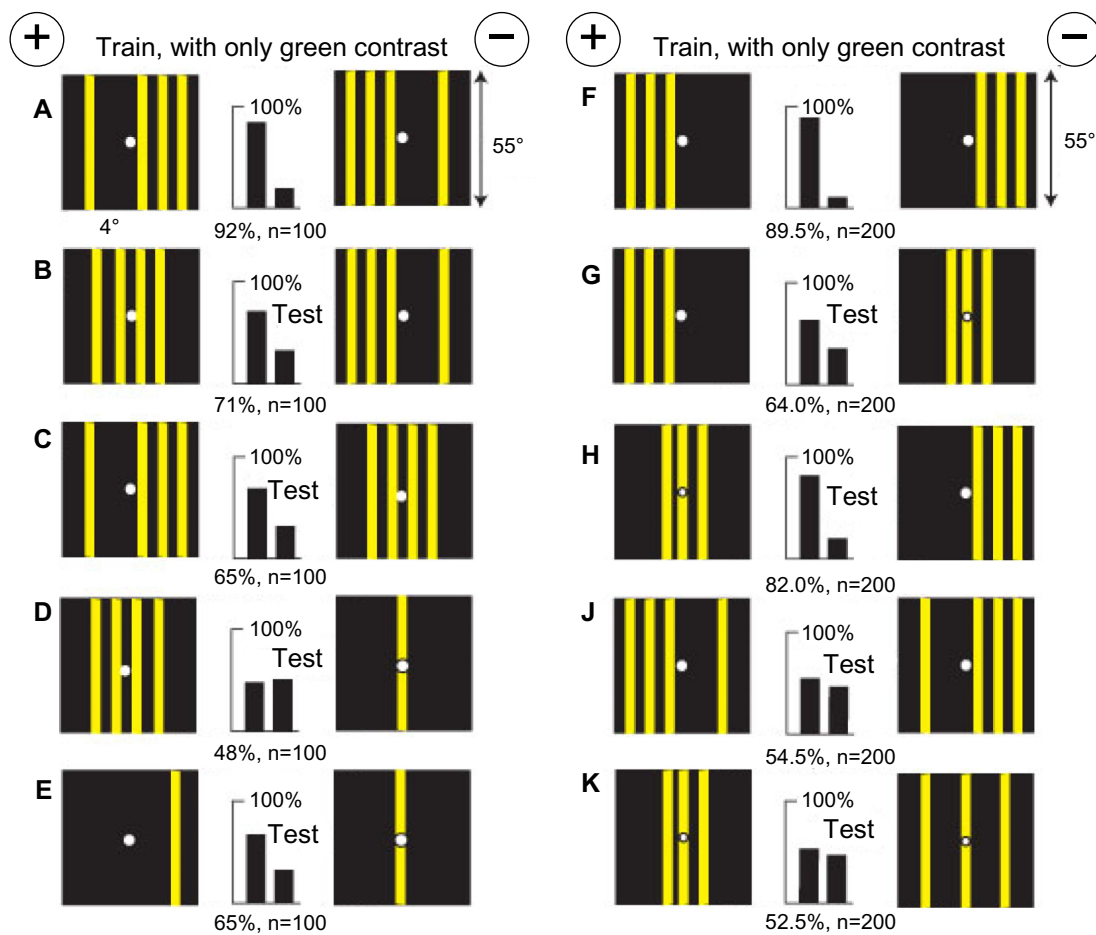 + Train, with only green contrast −
A 100% 55°
4° 92%, n=100
B 100% Test
71%, n=100
C 100% Test
65%, n=100
D 100% Test
48%, n=100
E 100% Test
65%, n=100
+ Train, with only green contrast −
F 100% 55°
89.5%, n=200
G 100% Test
64.0%, n=200
H 100% Test
82.0%, n=200
J 100% Test
54.5%, n=200
K 100% Test
52.5%, n=200